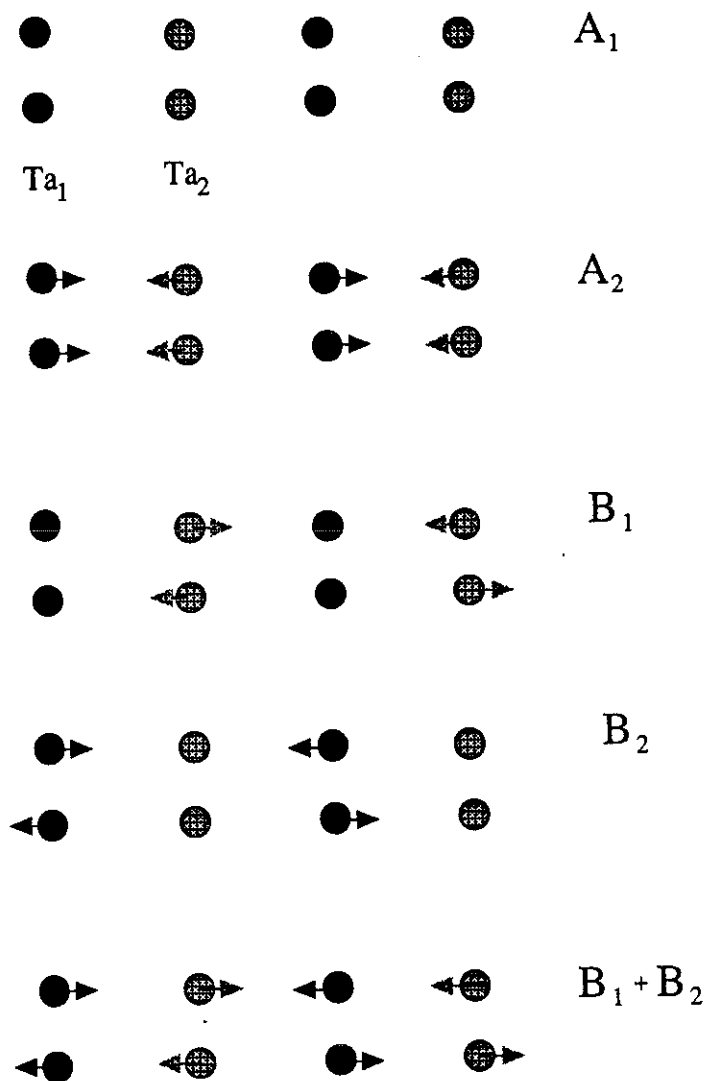 A₁
Ta₁ Ta₂
A₂
B₁
B₂
B₁ + B₂